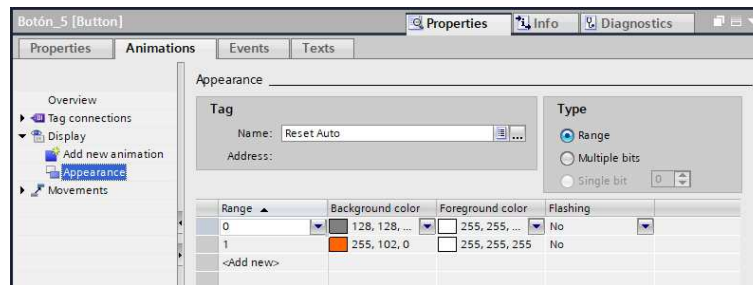 Botón_5 [Button]
Properties Info Diagnostics
Properties Animations Events Texts
Appearance
Overview
Tag connections
Display
Add new animation
Appearance
Movements
Tag
Name: Reset Auto ...
Address:
Type
Range
Multiple bits
Single bit 0
Range Background color Foreground color Flashing
0 128, 128, ... 255, 255, ... No
1 255, 102, 0 255, 255, 255 No
<Add new>